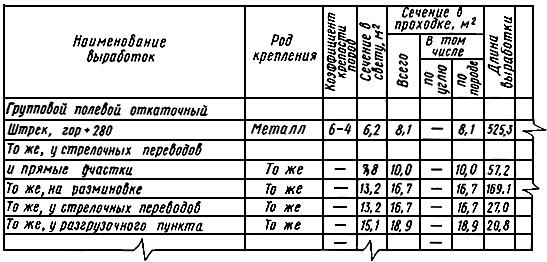 Наименование выработок
Род крепления
Коэффициент крепости пород
Сечение в свету, м²
Сечение в проходке, м²
Всего
В том числе
по углю
по породе
Длина выработки
Групповой полевой откаточный
Штрек, гор + 280 Металл 6-4 6,2 8,1 — 8,1 525,3
То же, у стрелочных переводов
и прямые участки То же — 7,8 10,0 — 10,0 57,2
То же, на разминовке То же — 13,2 16,7 — 16,7 169.1
То же, у стрелочных переводов То же — 13,2 16,7 — 16,7 27,0
То же, у разгрузочного пункта То же — 15,1 18,9 — 18,9 20,8
— —